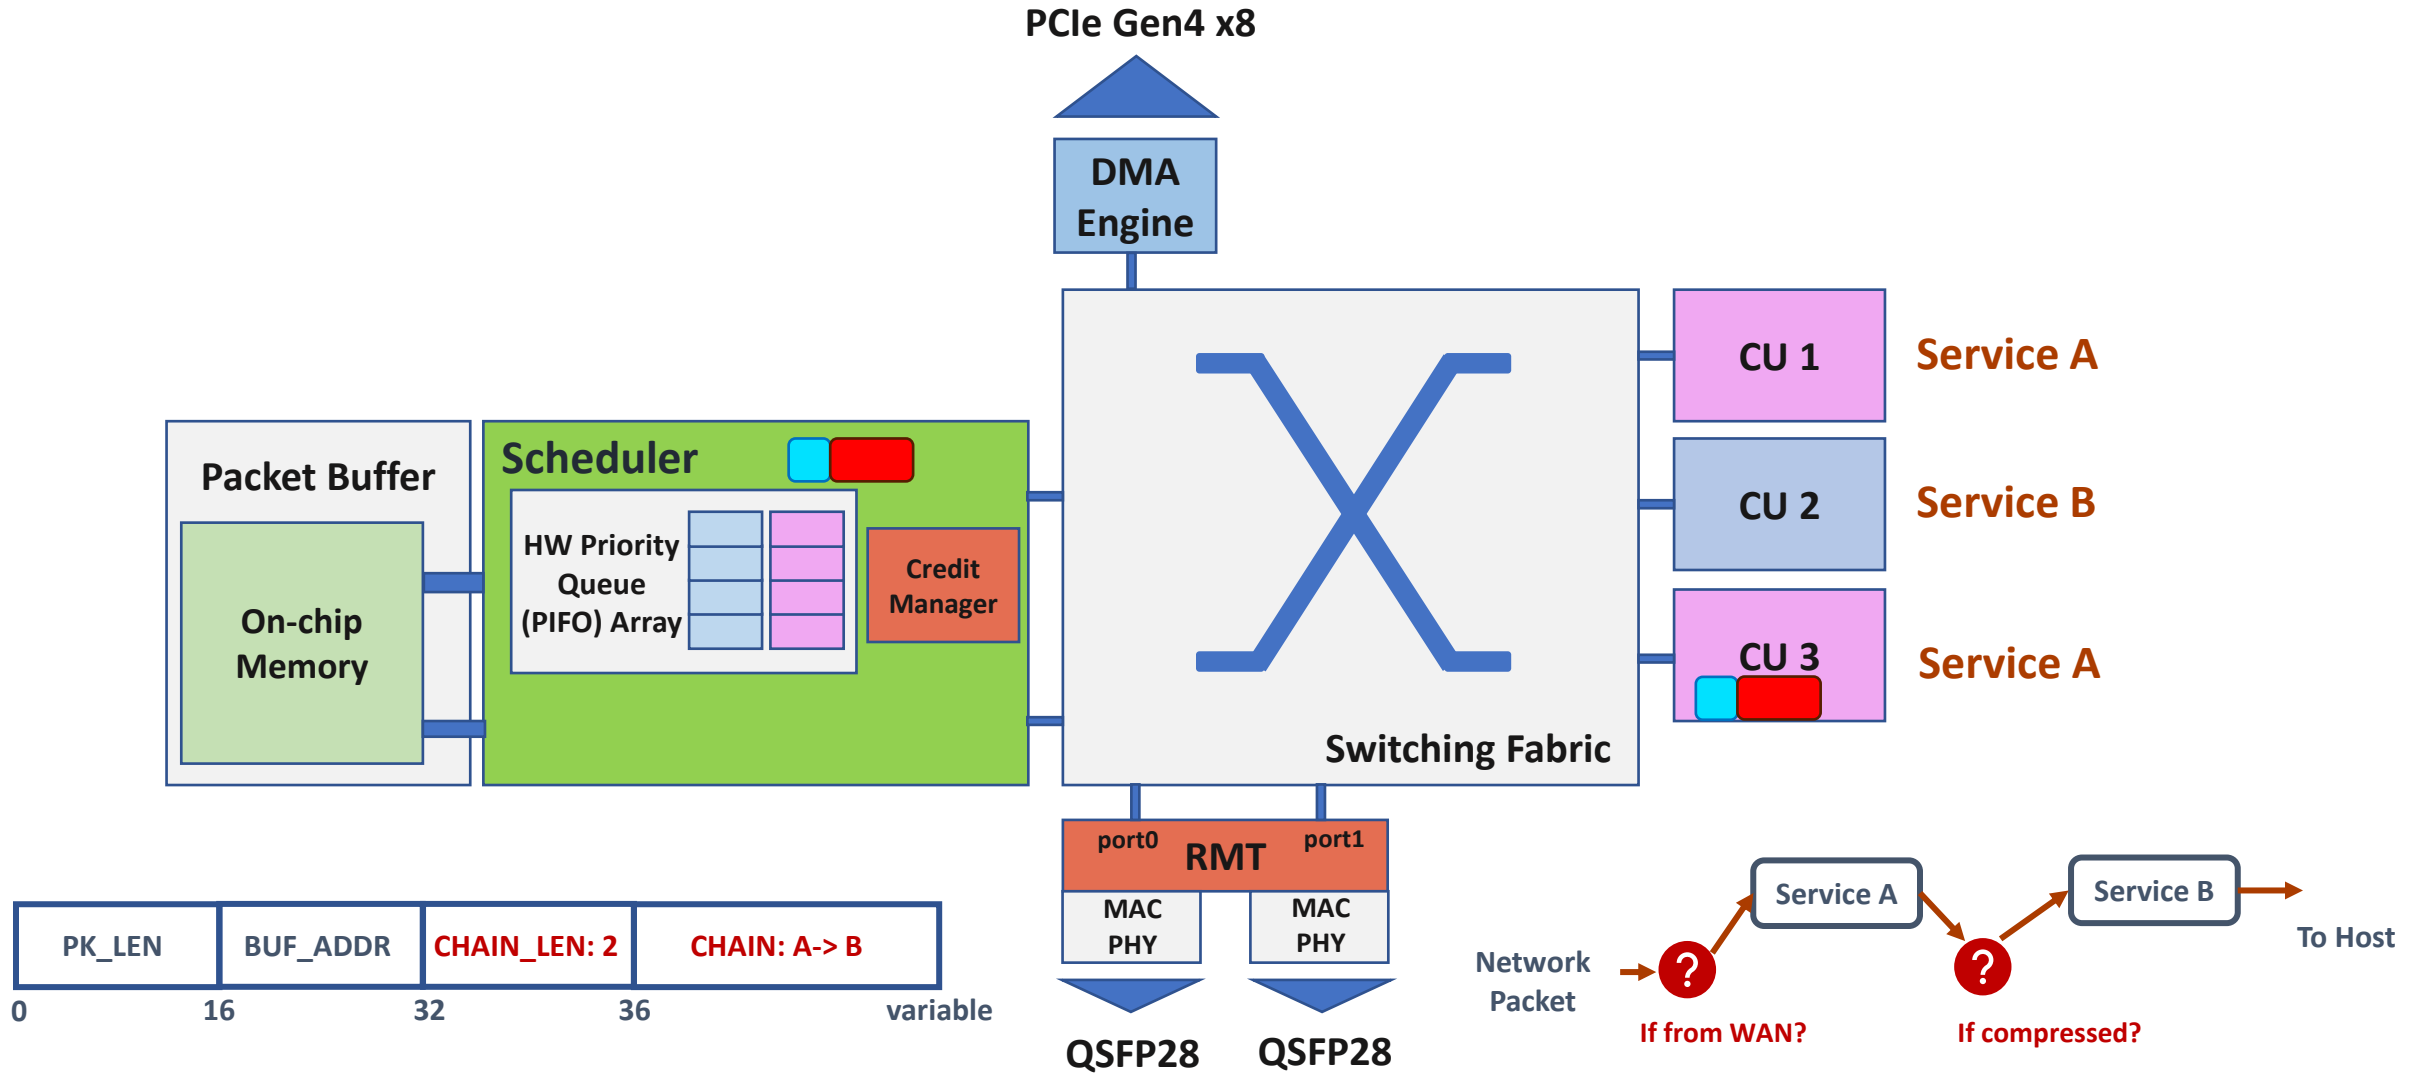 PCIe Gen4 x8
DMA
Engine
CU 1
Service A
Packet Buffer
Scheduler
CU 2
Service B
HW Priority
Queue
(PIFO) Array
Credit
Manager
On-chip
Memory
CU 3
Service A
Switching Fabric
port0
RMT
port1
MAC
PHY
MAC
PHY
QSFP28
QSFP28
PK_LEN
BUF_ADDR
CHAIN_LEN: 2
CHAIN: A-> B
0
16
32
36
variable
Network
Packet
?
If from WAN?
Service A
?
If compressed?
Service B
To Host